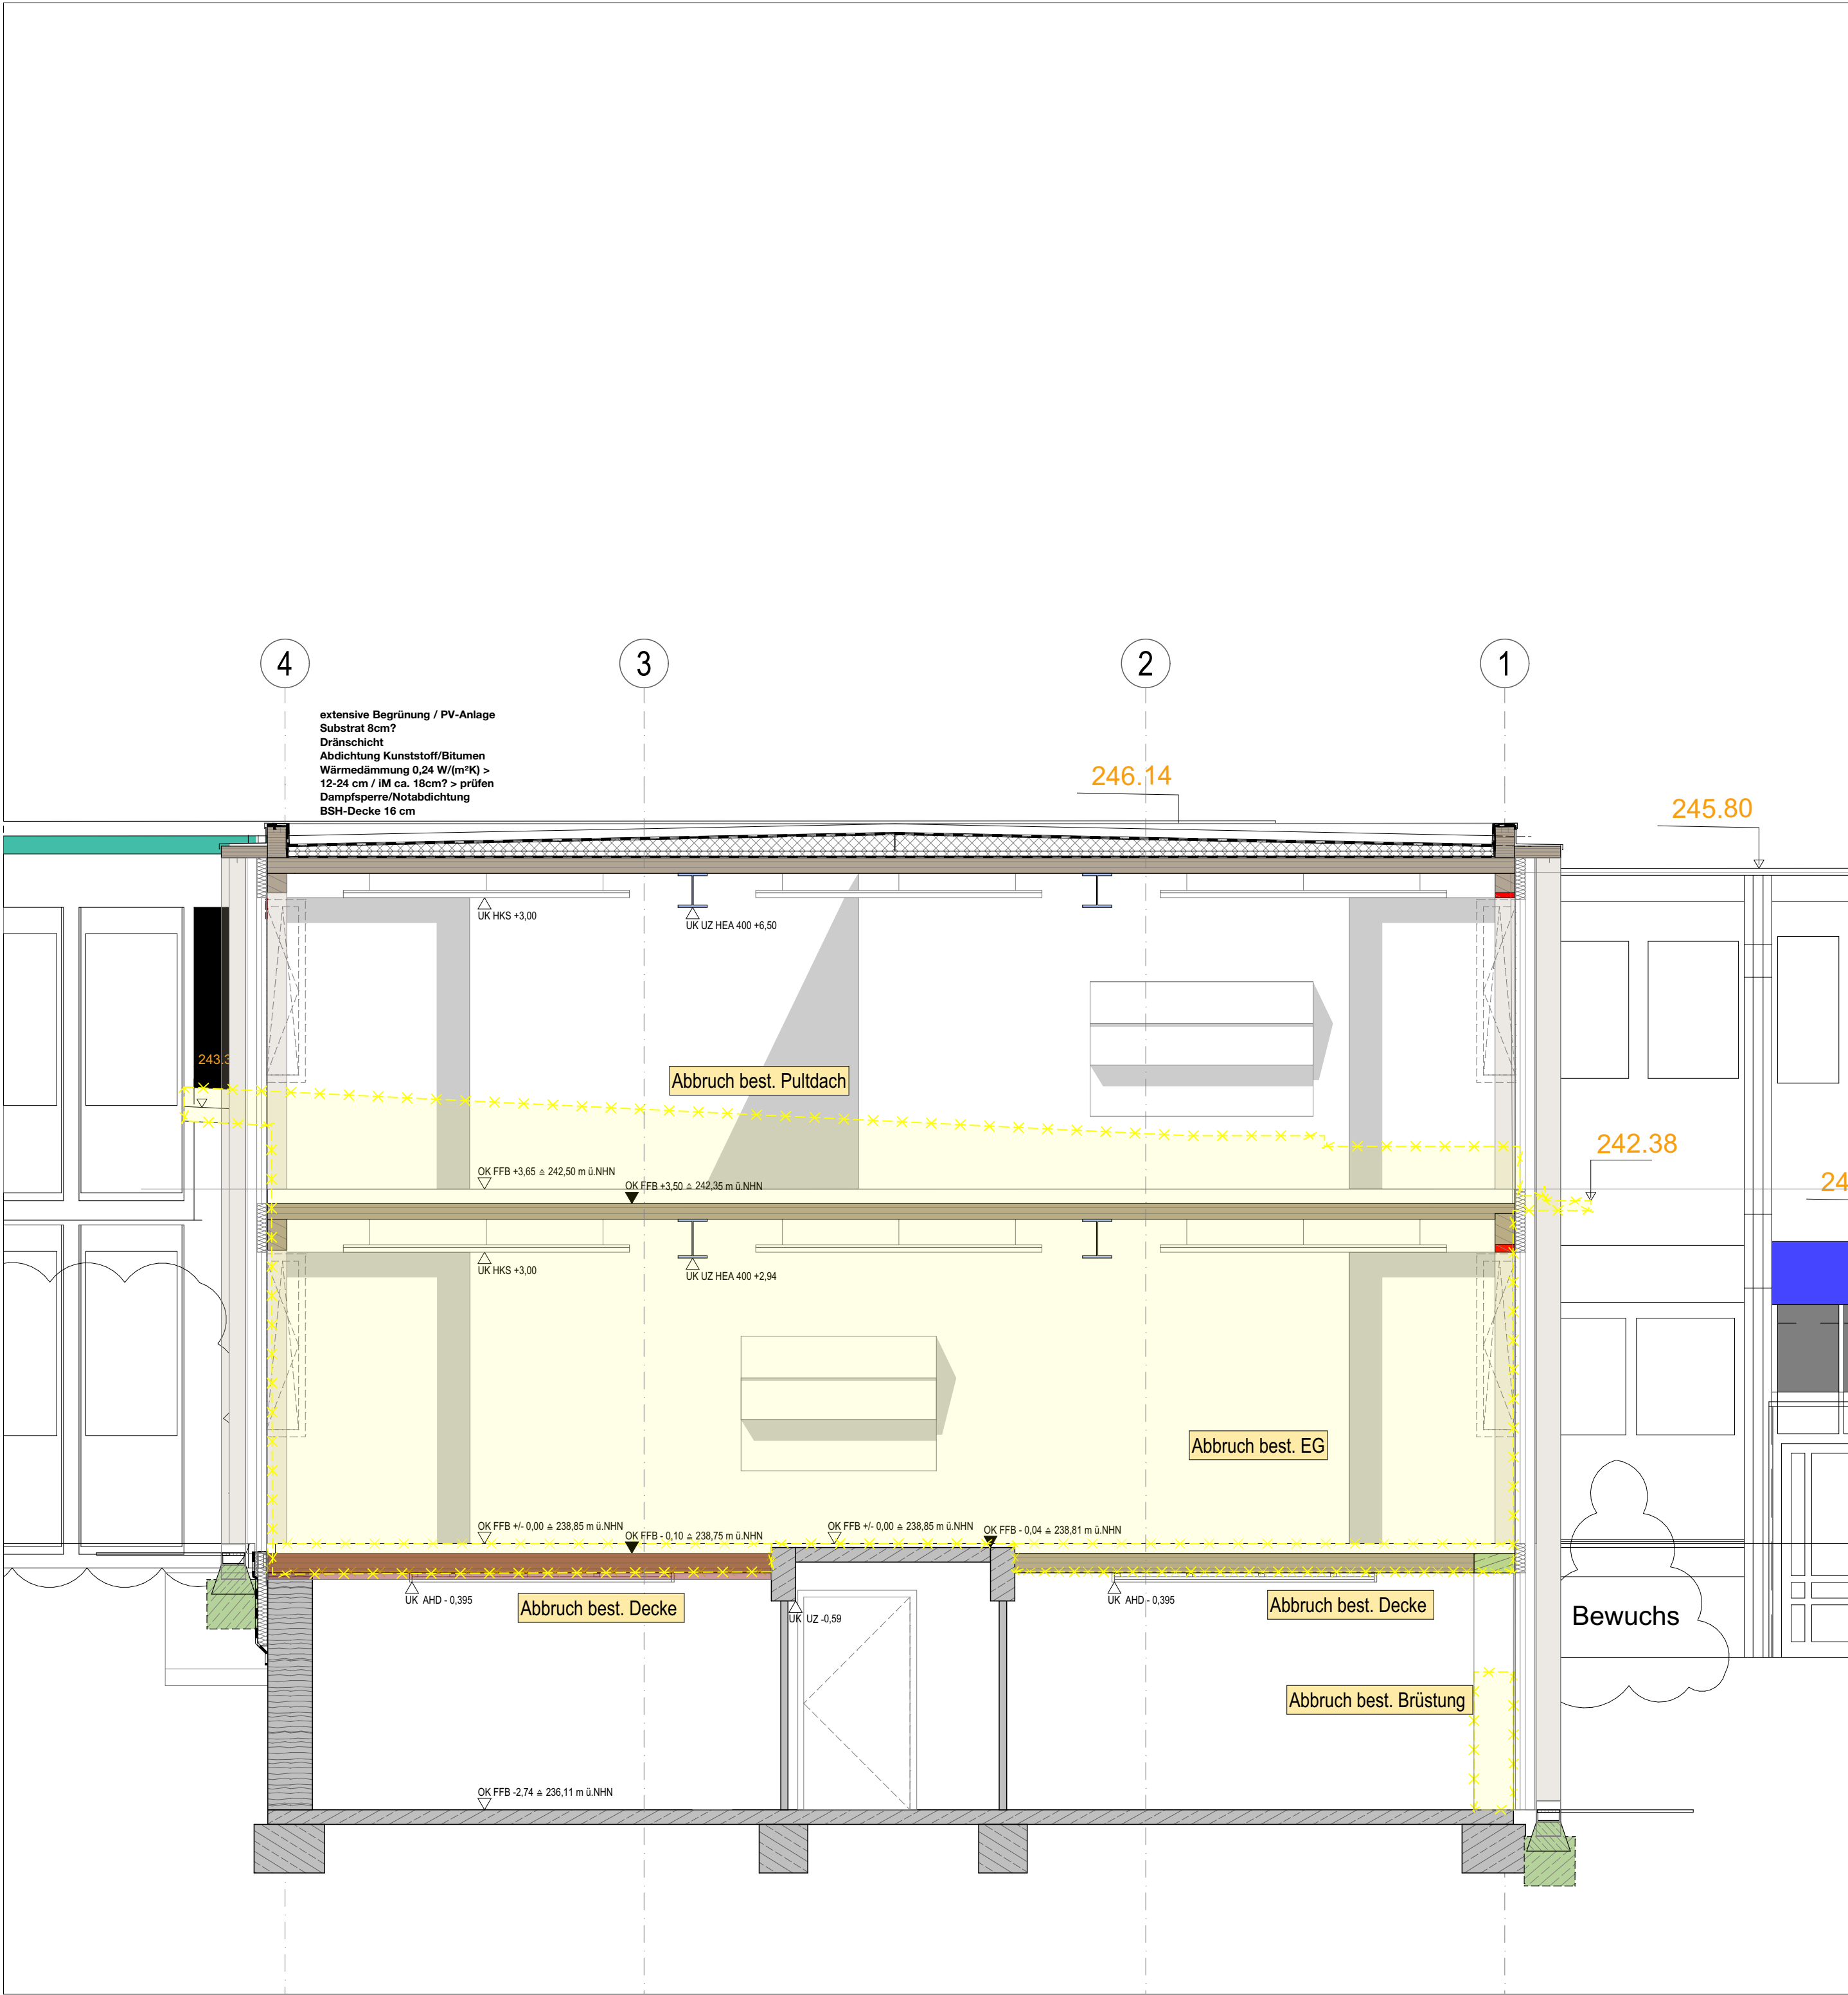 4
3
2
1
extensive Begrünung / PV-Anlage
Substrat 8cm?
Dränschicht
Abdichtung Kunststoff/Bitumen
Wärmedämmung 0,24 W/(m²K) >
12-24 cm / iM ca. 18cm? > prüfen
Dampfsperre/Notabdichtung
BSH-Decke 16 cm
246.14
245.80
UK HKS +3,00
UK UZ HEA 400 +6,50
243.3
Abbruch best. Pultdach
242.38
OK FFB +3,65 ≙ 242,50 m ü.NHN
OK FFB +3,50 ≙ 242,35 m ü.NHN
24
UK HKS +3,00
UK UZ HEA 400 +2,94
Abbruch best. EG
OK FFB +/- 0,00 ≙ 238,85 m ü.NHN
OK FFB - 0,10 ≙ 238,75 m ü.NHN
OK FFB +/- 0,00 ≙ 238,85 m ü.NHN
OK FFB - 0,04 ≙ 238,81 m ü.NHN
UK AHD - 0,395
Abbruch best. Decke
UK UZ -0,59
UK AHD - 0,395
Abbruch best. Decke
Bewuchs
Abbruch best. Brüstung
OK FFB -2,74 ≙ 236,11 m ü.NHN